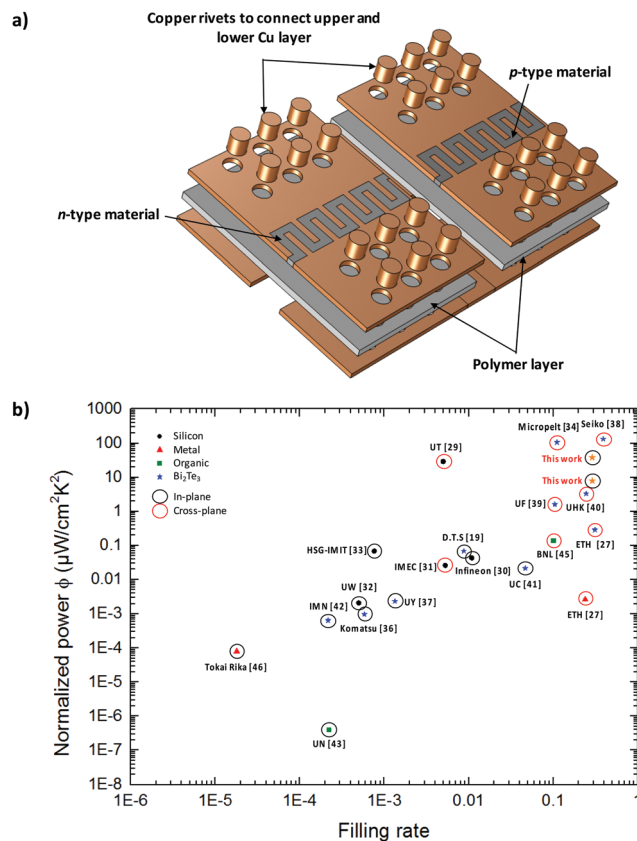 a)
Copper rivets to connect upper and
lower Cu layer
p-type material
n-type material
Polymer layer
b)
Normalized power ϕ (μW/cm²K²)
1000
100
10
1
0.1
0.01
1E-3
1E-4
1E-5
1E-6
1E-7
1E-8
Silicon
Metal
Organic
Bi₂Te₃
In-plane
Cross-plane
Micropelt [34]
Seiko [38]
UT [29]
This work
This work
UF [39]
UHK [40]
D.T.S [19]
HSG-IMIT [33]
BNL [45]
ETH [27]
IMEC [31]
Infineon [30]
UC [41]
UW [32]
IMN [42]
UY [37]
Komatsu [36]
ETH [27]
Tokai Rika [46]
UN [43]
1E-6
1E-5
1E-4
1E-3
0.01
0.1
1
Filling rate